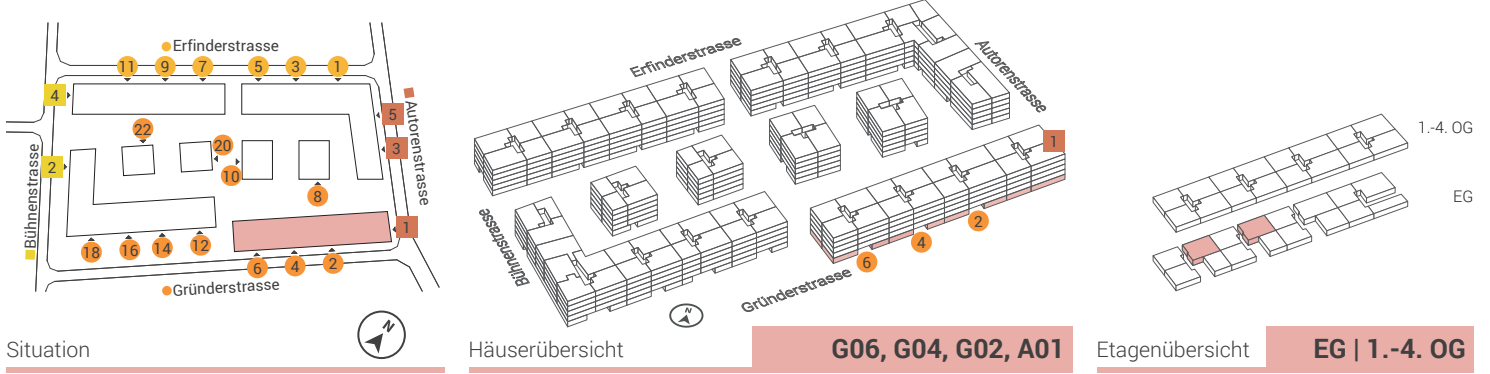 Erfinderstrasse
11 9 7 5 3 1
4
5
Autorenstrasse
22
20
3
2
10
8
Bühnenstrasse
1
18 16 14 12
6 4 2
Gründerstrasse
N
Situation
Erfinderstrasse
Autorenstrasse
1
2
4
6
Bühnenstrasse
Gründerstrasse
N
Häuserübersicht
G06, G04, G02, A01
1.-4. OG
EG
Etagenübersicht
EG | 1.-4. OG